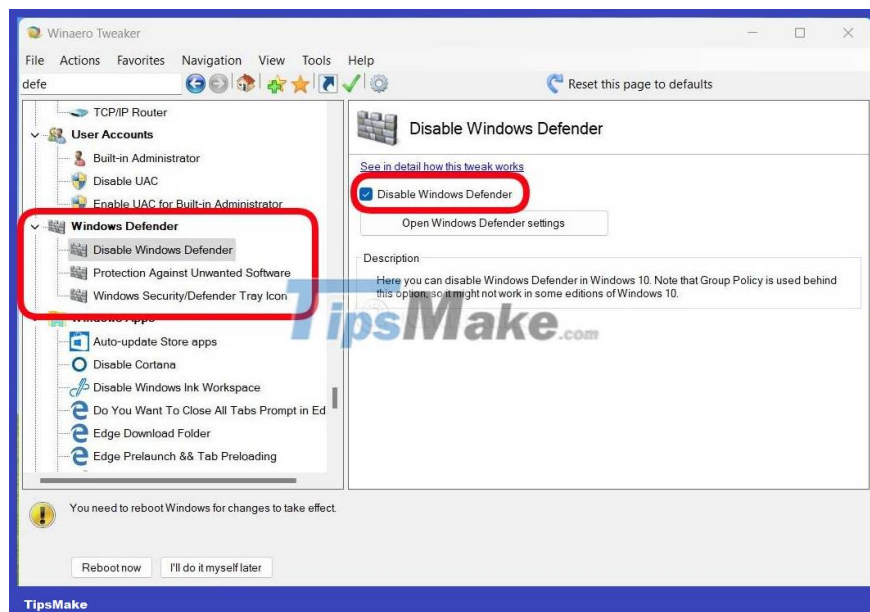 Winaero Tweaker
File Actions Favorites Navigation View Tools Help
defe
Reset this page to defaults
TCP/IP Router
User Accounts
Built-in Administrator
Disable UAC
Enable UAC for Built-in Administrator
Windows Defender
Disable Windows Defender
Protection Against Unwanted Software
Windows Security/Defender Tray Icon
Windows Apps
Auto-update Store apps
Disable Cortana
Disable Windows Ink Workspace
Do You Want To Close All Tabs Prompt in Ed
Edge Download Folder
Edge Prelaunch && Tab Preloading
Disable Windows Defender
See in detail how this tweak works
Disable Windows Defender
Open Windows Defender settings
Description
Here you can disable Windows Defender in Windows 10. Note that Group Policy is used behind
this option, so it might not work in some editions of Windows 10.
TipsMake.com
You need to reboot Windows for changes to take effect.
Reboot now I'll do it myself later
TipsMake